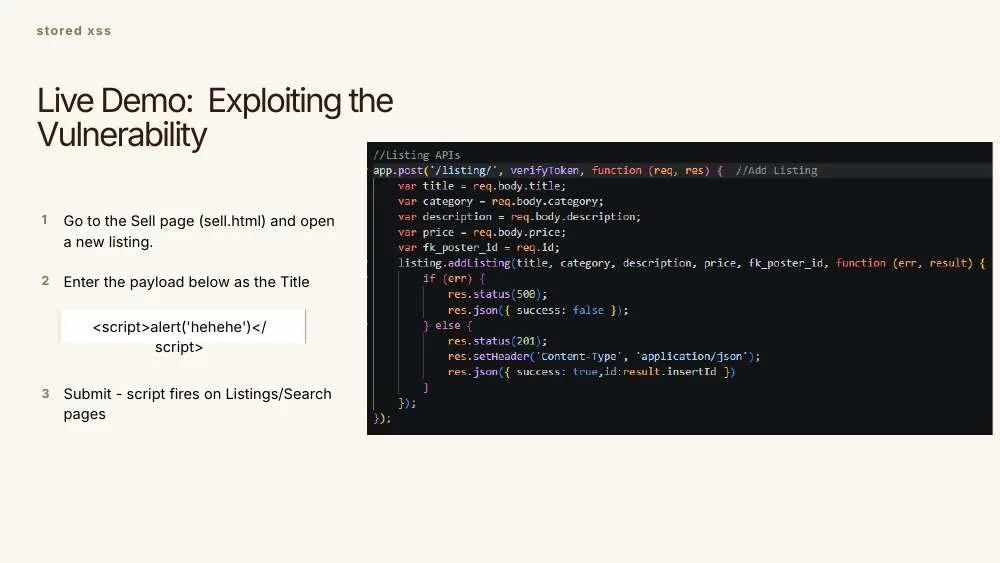 stored xss
Live Demo:  Exploiting the
Vulnerability
1 Go to the Sell page (sell.html) and open
a new listing.
2 Enter the payload below as the Title
<script>alert('hehehe')</
script>
3 Submit - script fires on Listings/Search
pages
//Listing APIs
app.post('/listing/', verifyToken, function (req, res) {  //Add Listing
    var title = req.body.title;
    var category = req.body.category;
    var description = req.body.description;
    var price = req.body.price;
    var fk_poster_id = req.id;
    listing.addListing(title, category, description, price, fk_poster_id, function (err, result) {
        if (err) {
            res.status(500);
            res.json({ success: false });
        } else {
            res.status(201);
            res.setHeader('Content-Type', 'application/json');
            res.json({ success: true,id:result.insertId })
        }
    });
});